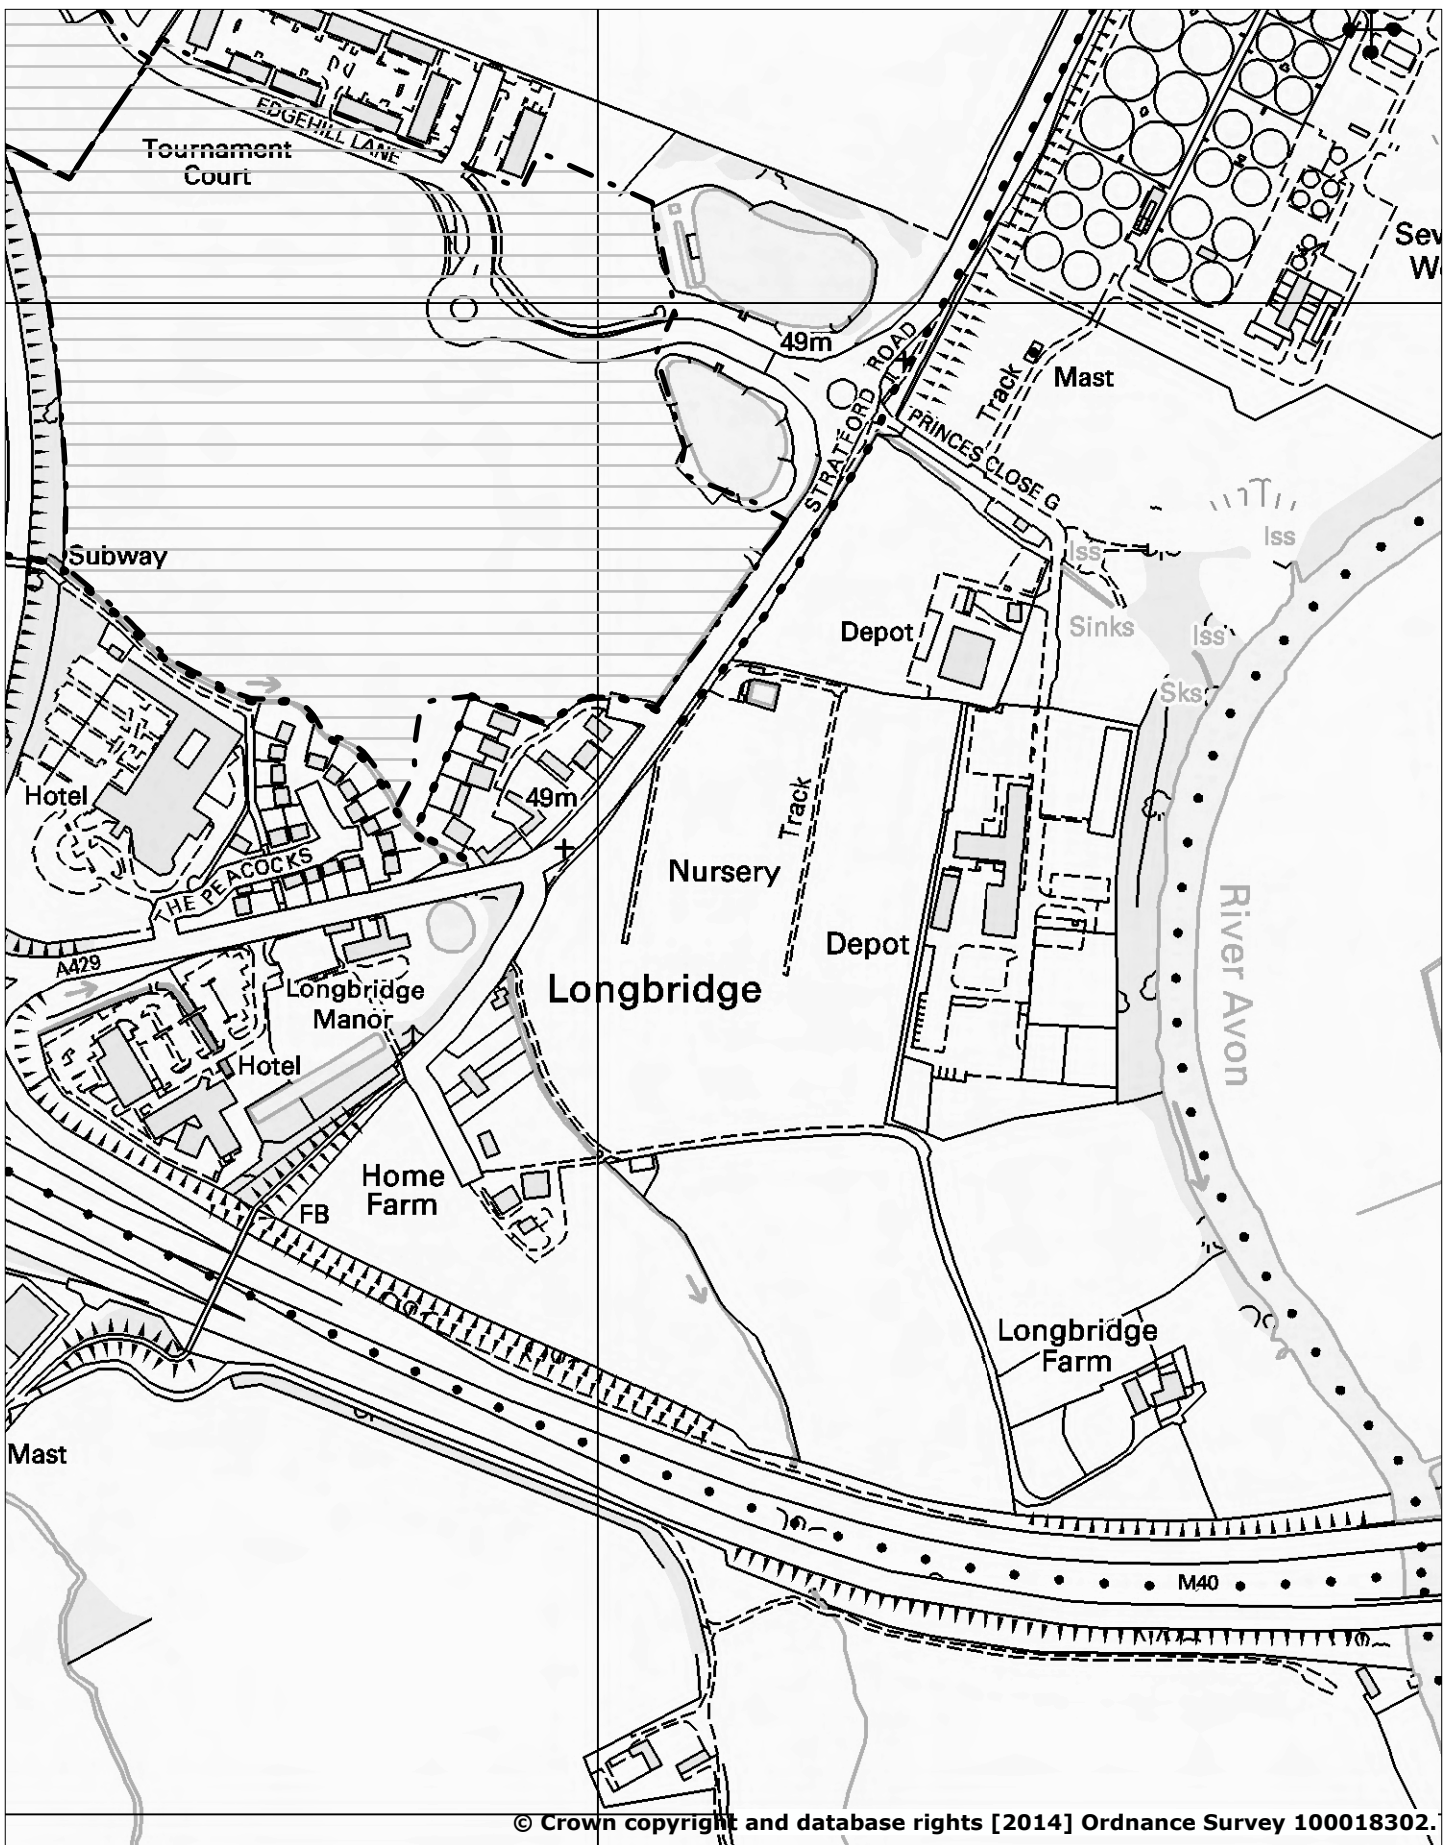 EDGEHILL LANE
Tournament
Court
Sev
W
49m
STRATFORD ROAD
Track
Mast
PRINCES CLOSE G
Iss
Iss
Subway
Depot
Sinks
Iss
Sks
Hotel
49m
Track
THE PEACOCKS
Nursery
River Avon
Depot
A429
Longbridge
Manor
Longbridge
Hotel
Home
Farm
FB
Longbridge
Farm
Mast
M40
© Crown copyright and database rights [2014] Ordnance Survey 100018302.